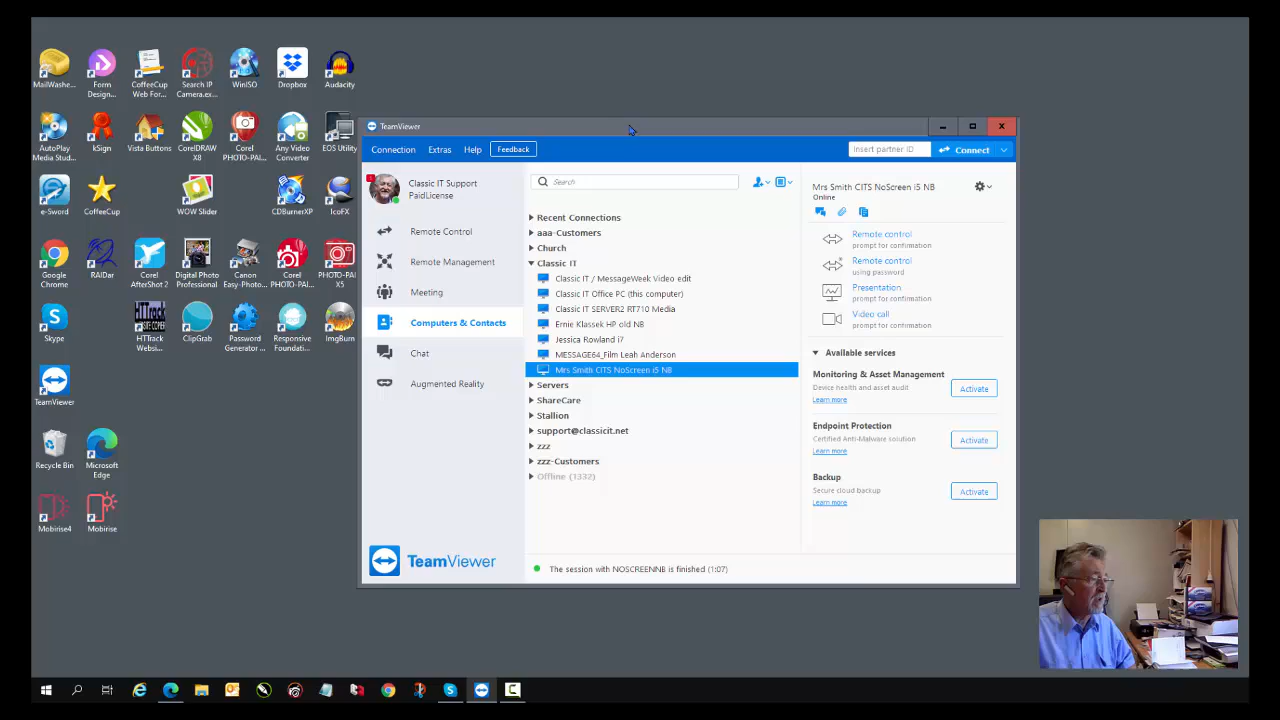 MailWashe...
Form
Design...
CoffeeCup
Web For...
Search IP
Camera.ex...
WinISO
Dropbox
Audacity
AutoPlay
Media Stud...
kSign
Vista Buttons
CorelDRAW
X8
Corel
PHOTO-PAI...
Any Video
Converter
EOS Utility
e-Sword
CoffeeCup
WOW Slider
CDBurnerXP
IcoFX
Google
Chrome
RAIDar
Corel
AfterShot 2
Digital Photo
Professional
Canon
Easy-Photo...
Corel
PHOTO-PAI...
PHOTO-PAI...
X5
Skype
HTTrack
Websi...
ClipGrab
Password
Generator ...
Responsive
Foundatio...
ImgBurn
TeamViewer
Recycle Bin
Microsoft
Edge
Mobirise4
Mobirise
TeamViewer
Connection Extras Help Feedback
Insert partner ID Connect
Classic IT Support
PaidLicense
Remote Control
Remote Management
Meeting
Computers & Contacts
Chat
Augmented Reality
TeamViewer
Search
Recent Connections
aaa-Customers
Church
Classic IT
Classic IT / MessageWeek Video edit
Classic IT Office PC (this computer)
Classic IT SERVER2 RT710 Media
Ernie Klassek HP old NB
Jessica Rowland i7
MESSAGE64_Film Leah Anderson
Mrs Smith CITS NoScreen i5 NB
Servers
ShareCare
Stallion
support@classicit.net
zzz
zzz-Customers
Offline (1332)
The session with NOSCREENNB is finished (1:07)
Mrs Smith CITS NoScreen i5 NB
Online
Remote control
prompt for confirmation
Remote control
using password
Presentation
prompt for confirmation
Video call
prompt for confirmation
Available services
Monitoring & Asset Management
Device health and asset audit
Learn more
Activate
Endpoint Protection
Certified Anti-Malware solution
Learn more
Activate
Backup
Secure cloud backup
Learn more
Activate